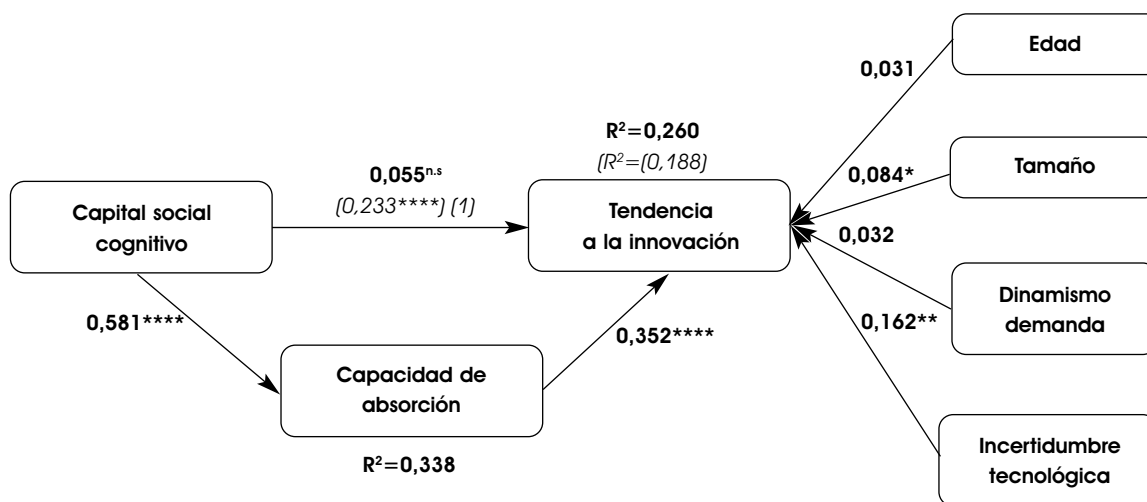 Edad
0,031
R²=0,260
(R²=(0,188)
0,055ⁿ·ˢ
(0,233****) (1)
0,084*
Tamaño
Capital social
cognitivo
Tendencia
a la innovación
0,032
Dinamismo
demanda
0,581****
0,352****
0,162**
Capacidad de
absorción
R²=0,338
Incertidumbre
tecnológica